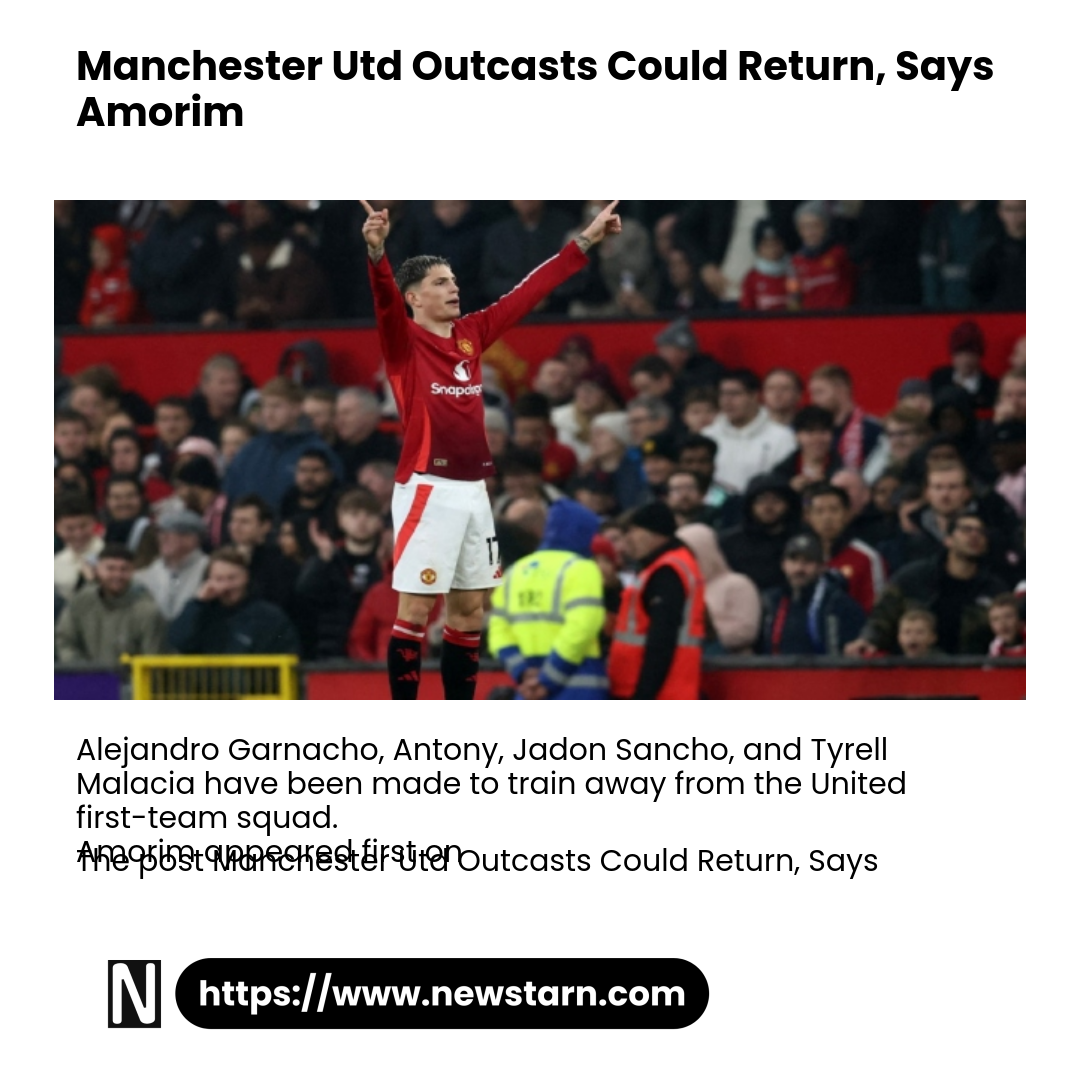 Manchester Utd Outcasts Could Return, Says
Amorim
Snapdrag
17
Alejandro Garnacho, Antony, Jadon Sancho, and Tyrell
Malacia have been made to train away from the United
first-team squad.
The post Manchester Utd Outcasts Could Return, Says
Amorim appeared first on
N
https://www.newstarn.com